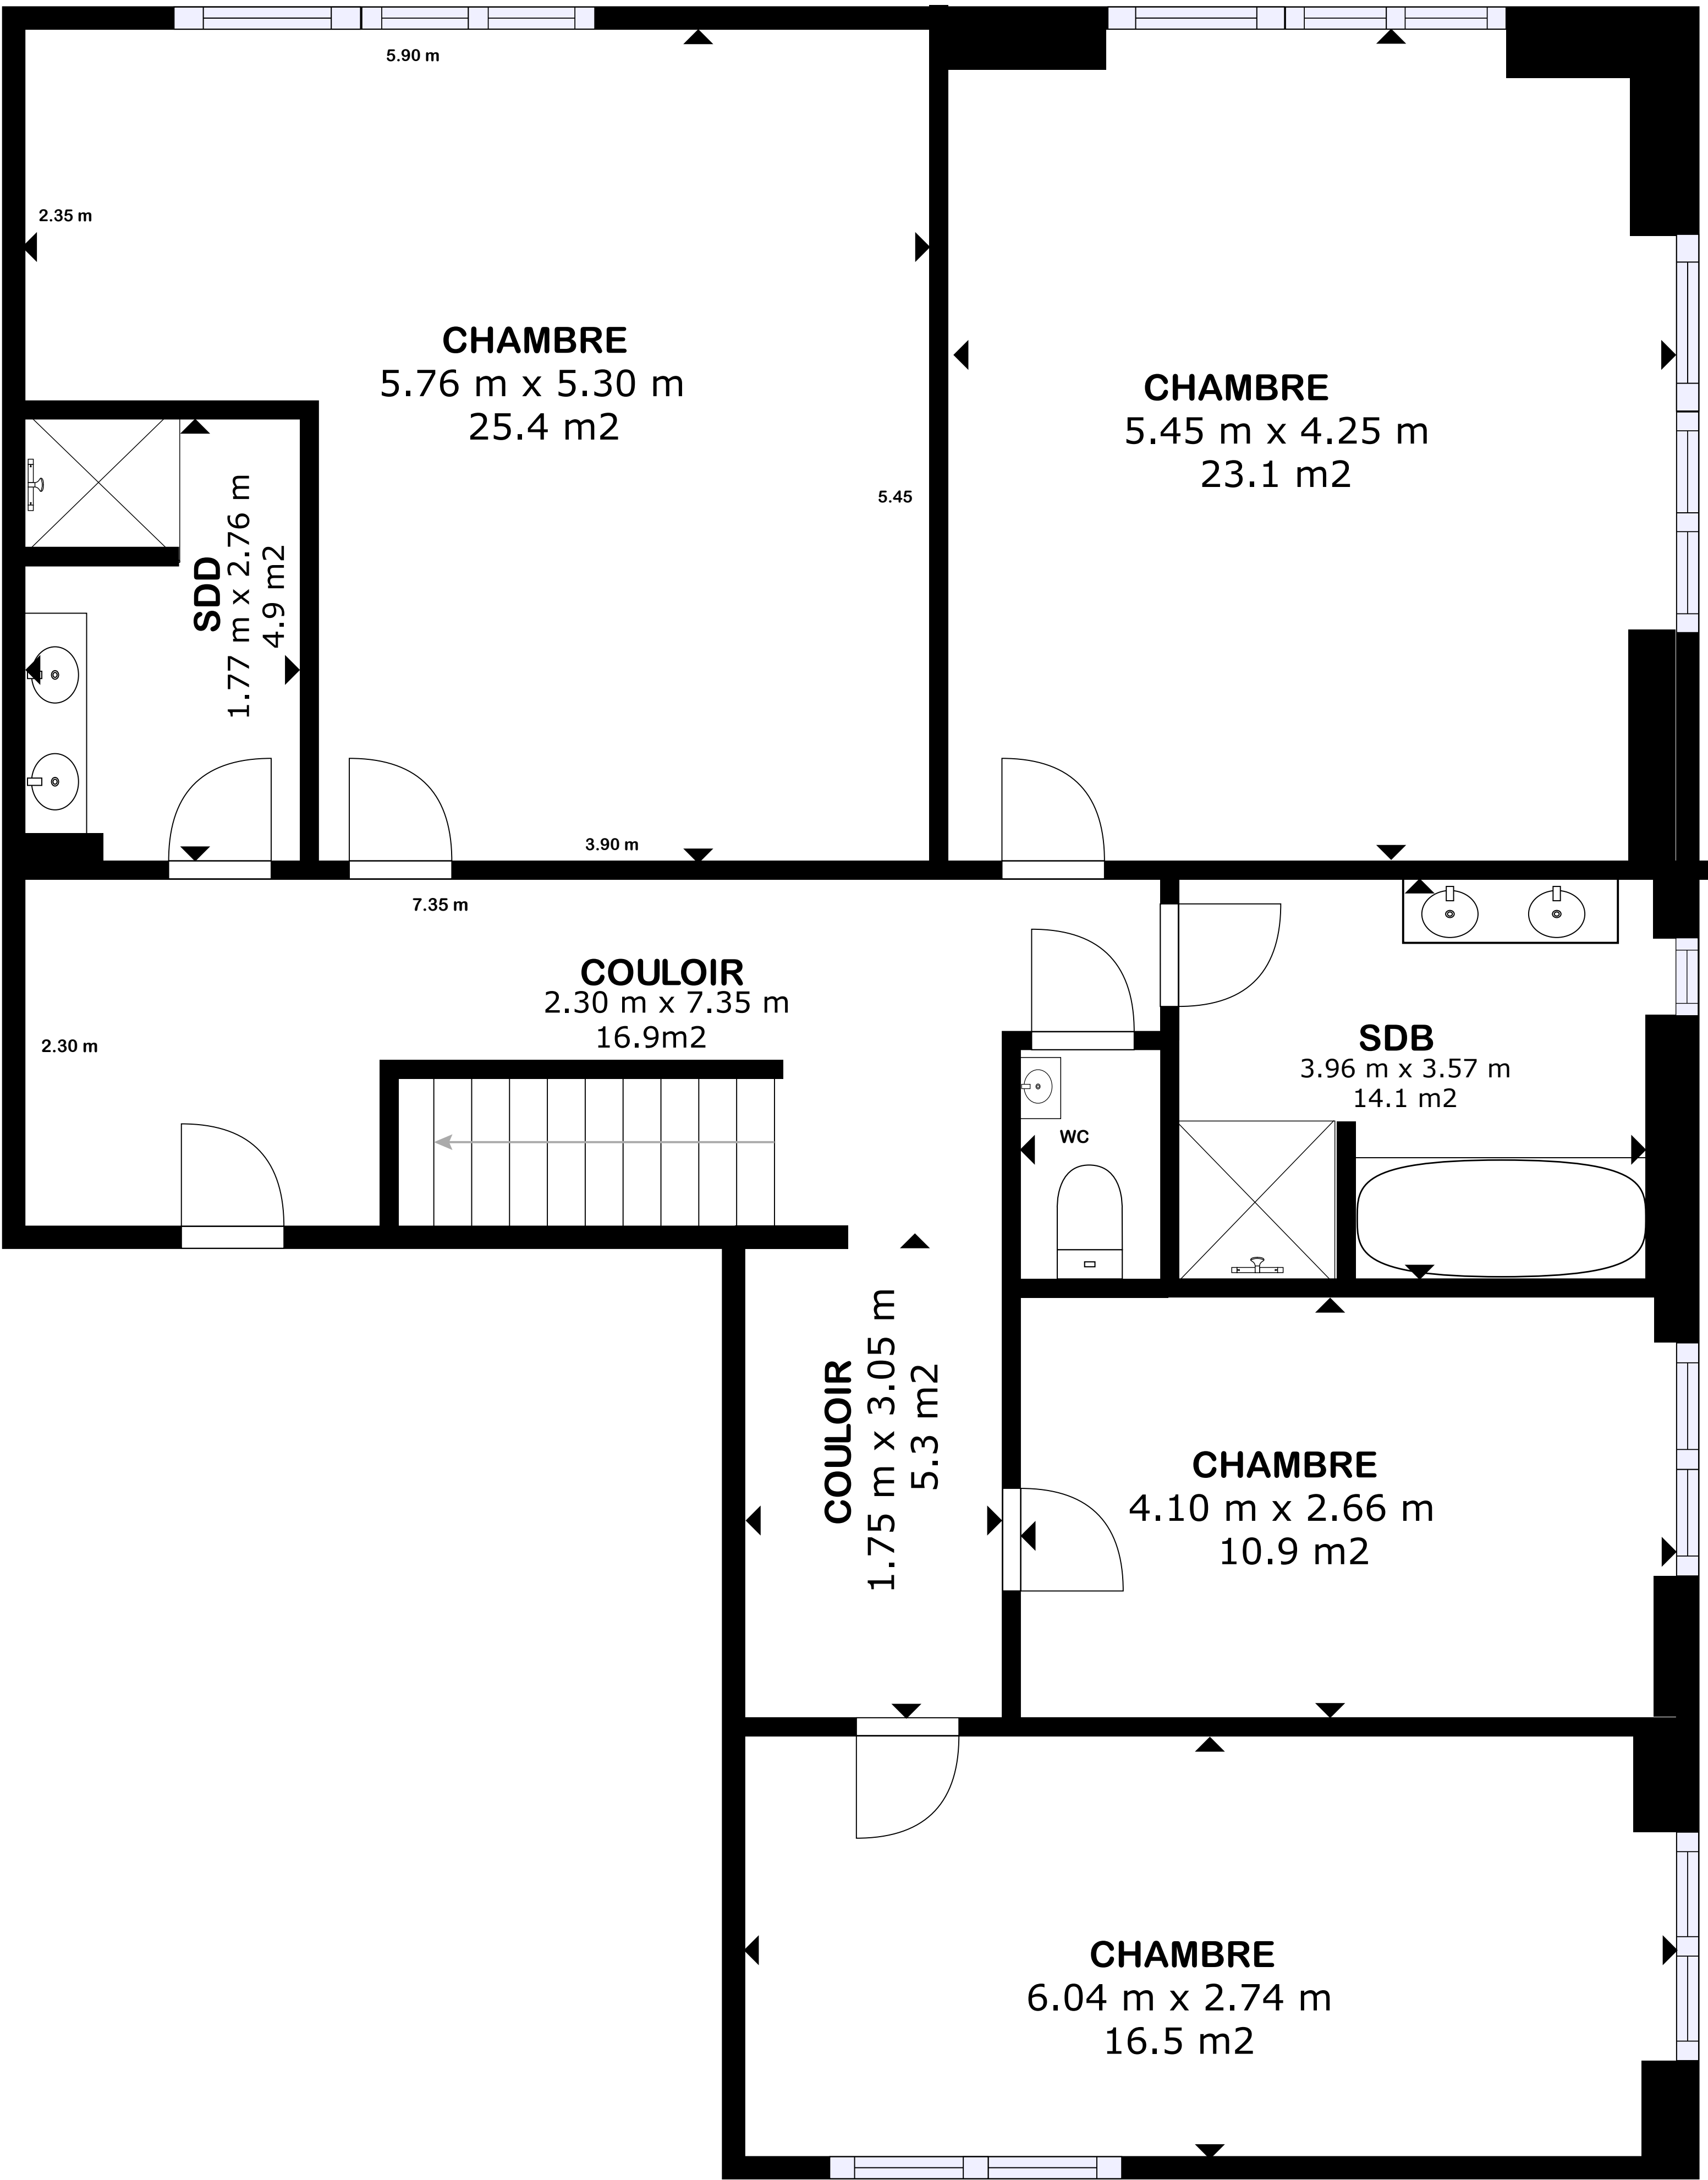 5.90 m
2.35 m
CHAMBRE
5.76 m x 5.30 m
25.4 m2
CHAMBRE
5.45 m x 4.25 m
23.1 m2
5.45
SDD
1.77 m x 2.76 m
4.9 m2
3.90 m
7.35 m
COULOIR
2.30 m x 7.35 m
16.9m2
2.30 m
SDB
3.96 m x 3.57 m
14.1 m2
WC
COULOIR
1.75 m x 3.05 m
5.3 m2
CHAMBRE
4.10 m x 2.66 m
10.9 m2
CHAMBRE
6.04 m x 2.74 m
16.5 m2